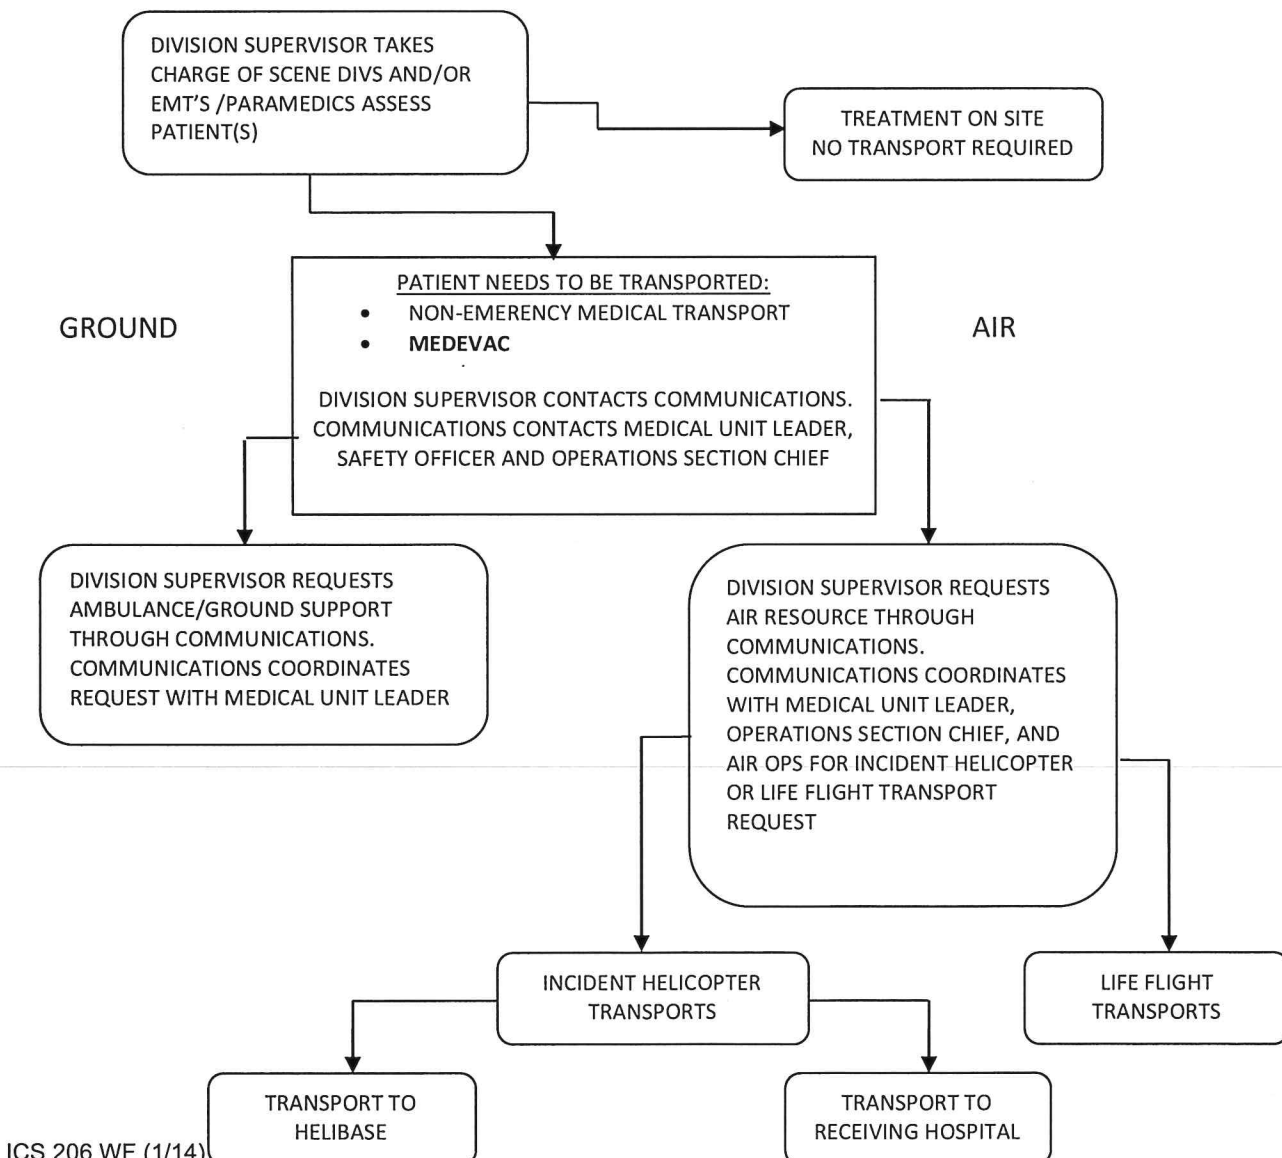 DIVISION SUPERVISOR TAKES
CHARGE OF SCENE DIVS AND/OR
EMT'S /PARAMEDICS ASSESS
PATIENT(S)
TREATMENT ON SITE
NO TRANSPORT REQUIRED
GROUND
PATIENT NEEDS TO BE TRANSPORTED:
• NON-EMERENCY MEDICAL TRANSPORT
• MEDEVAC
DIVISION SUPERVISOR CONTACTS COMMUNICATIONS.
COMMUNICATIONS CONTACTS MEDICAL UNIT LEADER,
SAFETY OFFICER AND OPERATIONS SECTION CHIEF
AIR
DIVISION SUPERVISOR REQUESTS
AMBULANCE/GROUND SUPPORT
THROUGH COMMUNICATIONS.
COMMUNICATIONS COORDINATES
REQUEST WITH MEDICAL UNIT LEADER
DIVISION SUPERVISOR REQUESTS
AIR RESOURCE THROUGH
COMMUNICATIONS.
COMMUNICATIONS COORDINATES
WITH MEDICAL UNIT LEADER,
OPERATIONS SECTION CHIEF, AND
AIR OPS FOR INCIDENT HELICOPTER
OR LIFE FLIGHT TRANSPORT
REQUEST
INCIDENT HELICOPTER
TRANSPORTS
LIFE FLIGHT
TRANSPORTS
TRANSPORT TO
HELIBASE
TRANSPORT TO
RECEIVING HOSPITAL
ICS 206 WF (1/14)